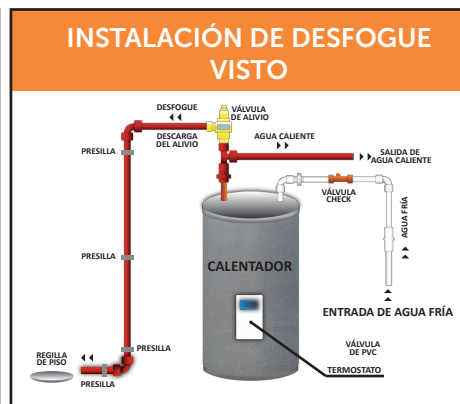 INSTALACIÓN DE DESFOGUE
VISTO
DESFOGUE
DESCARGA
DEL ALIVIO
VÁLVULA
DE ALIVIO
AGUA CALIENTE
SALIDA DE
AGUA CALIENTE
PRESILLA
VÁLVULA
CHECK
AGUA FRÍA
PRESILLA
CALENTADOR
ENTRADA DE AGUA FRÍA
PRESILLA
REGILLA
DE PISO
PRESILLA
VÁLVULA
DE PVC
TERMOSTATO